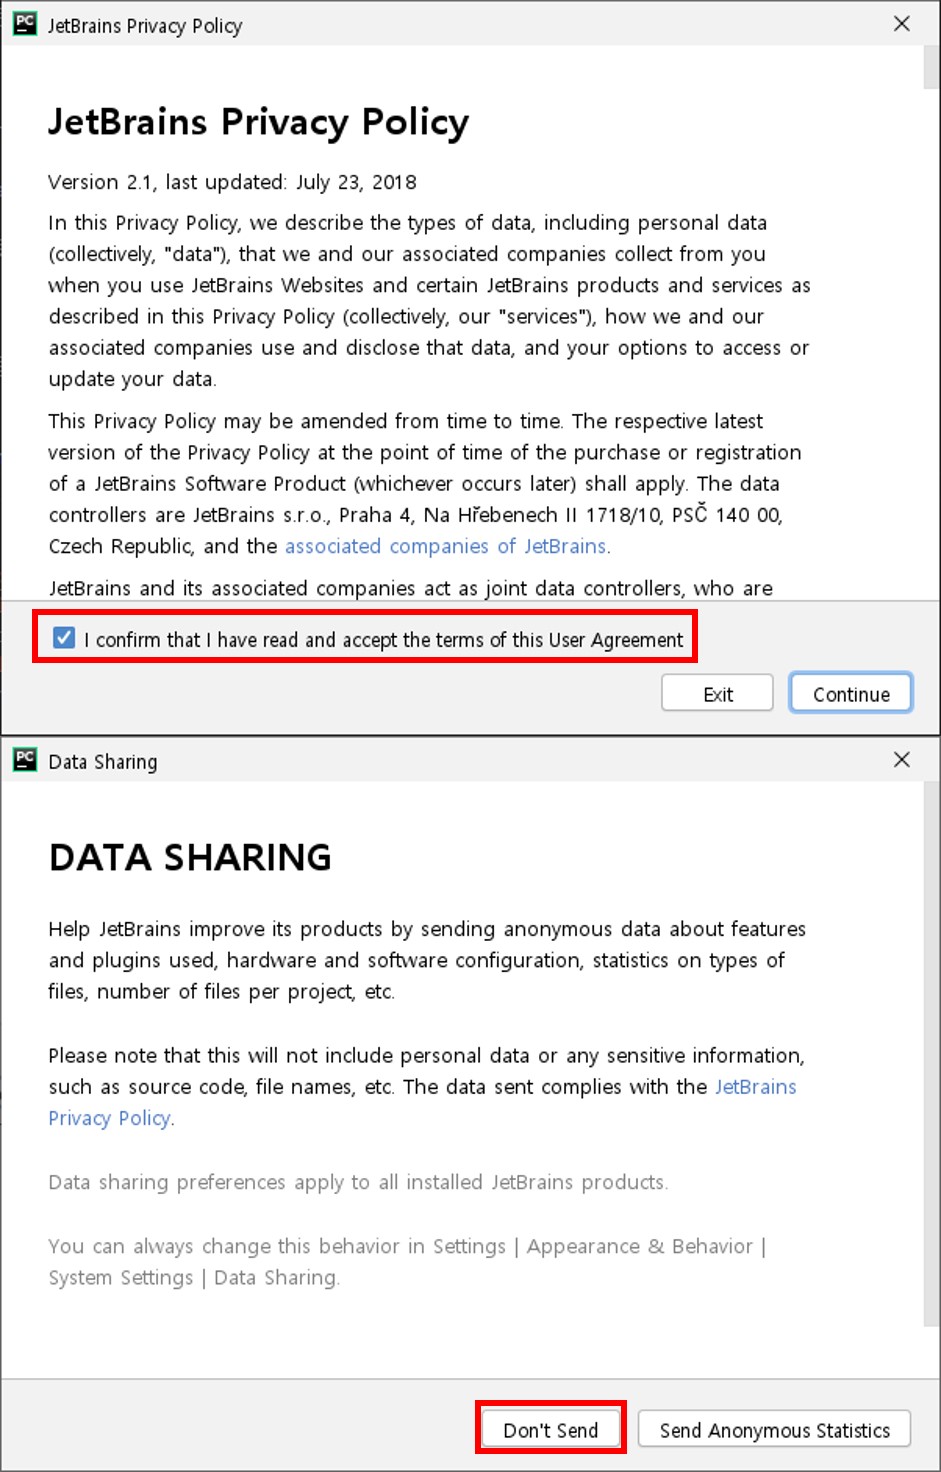 PC JetBrains Privacy Policy
JetBrains Privacy Policy
Version 2.1, last updated: July 23, 2018
In this Privacy Policy, we describe the types of data, including personal data
(collectively, "data"), that we and our associated companies collect from you
when you use JetBrains Websites and certain JetBrains products and services as
described in this Privacy Policy (collectively, our "services"), how we and our
associated companies use and disclose that data, and your options to access or
update your data.
This Privacy Policy may be amended from time to time. The respective latest
version of the Privacy Policy at the point of time of the purchase or registration
of a JetBrains Software Product (whichever occurs later) shall apply. The data
controllers are JetBrains s.r.o., Praha 4, Na Hřebenech II 1718/10, PSČ 140 00,
Czech Republic, and the associated companies of JetBrains.
JetBrains and its associated companies act as joint data controllers, who are
I confirm that I have read and accept the terms of this User Agreement
Exit Continue
PC Data Sharing
DATA SHARING
Help JetBrains improve its products by sending anonymous data about features
and plugins used, hardware and software configuration, statistics on types of
files, number of files per project, etc.
Please note that this will not include personal data or any sensitive information,
such as source code, file names, etc. The data sent complies with the JetBrains
Privacy Policy.
Data sharing preferences apply to all installed JetBrains products.
You can always change this behavior in Settings | Appearance & Behavior |
System Settings | Data Sharing.
Don't Send Send Anonymous Statistics